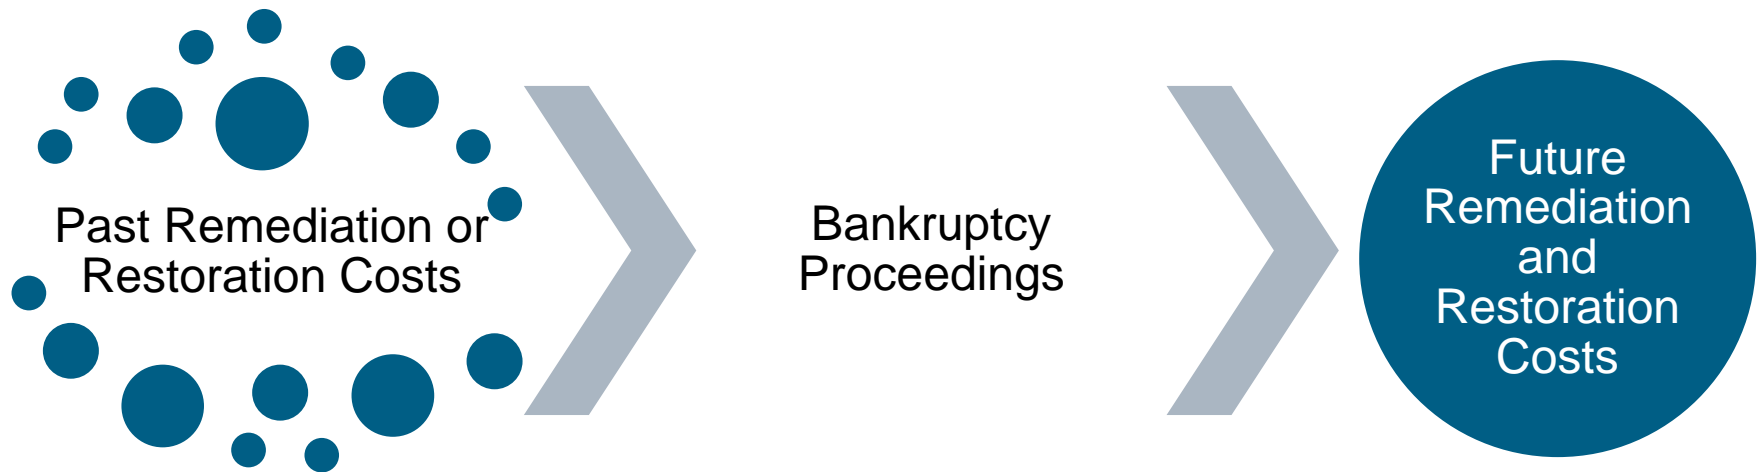 Past Remediation or
Restoration Costs
Bankruptcy
Proceedings
Future
Remediation
and
Restoration
Costs